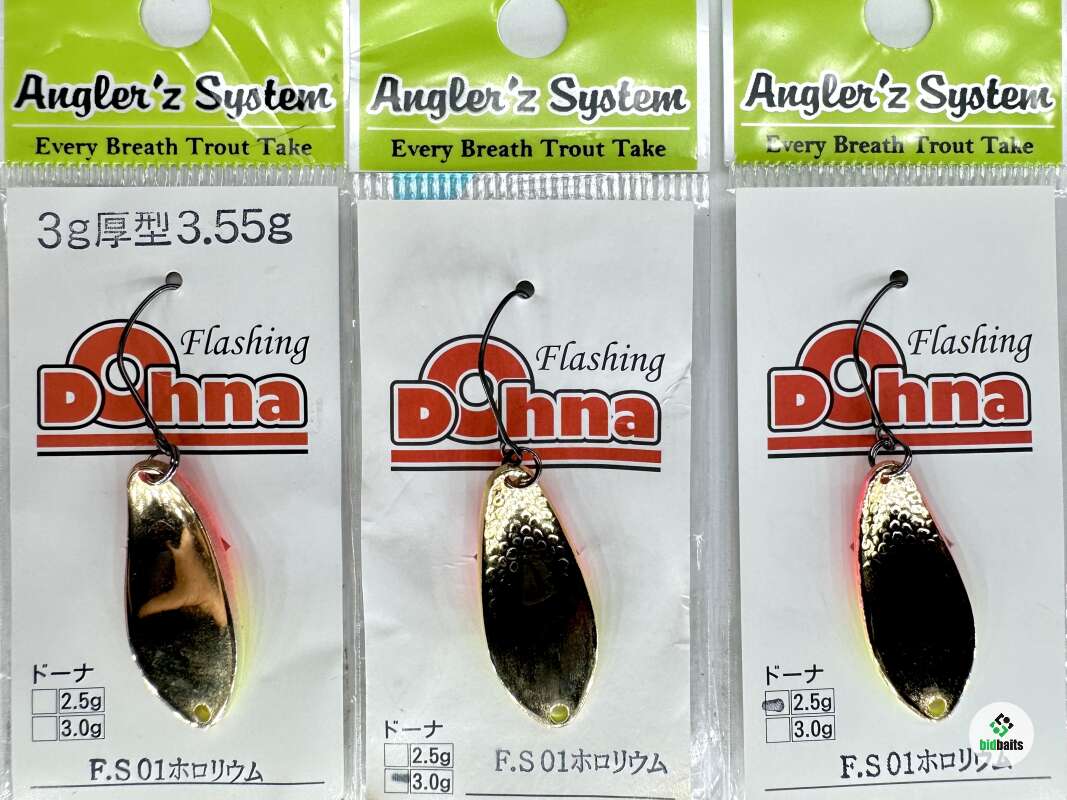 Angler'z System
Every Breath Trout Take
3g厚型3.55g
Flashing
Dohna
ドーナ
2.5g
3.0g
F.S 01ホロリウム
Angler'z System
Every Breath Trout Take
Flashing
Dohna
ドーナ
2.5g
3.0g
F.S 01ホロリウム
Angler'z System
Every Breath Trout Take
Flashing
Dohna
ドーナ
2.5g
3.0g
F.S 01ホロリウム
bidbaits